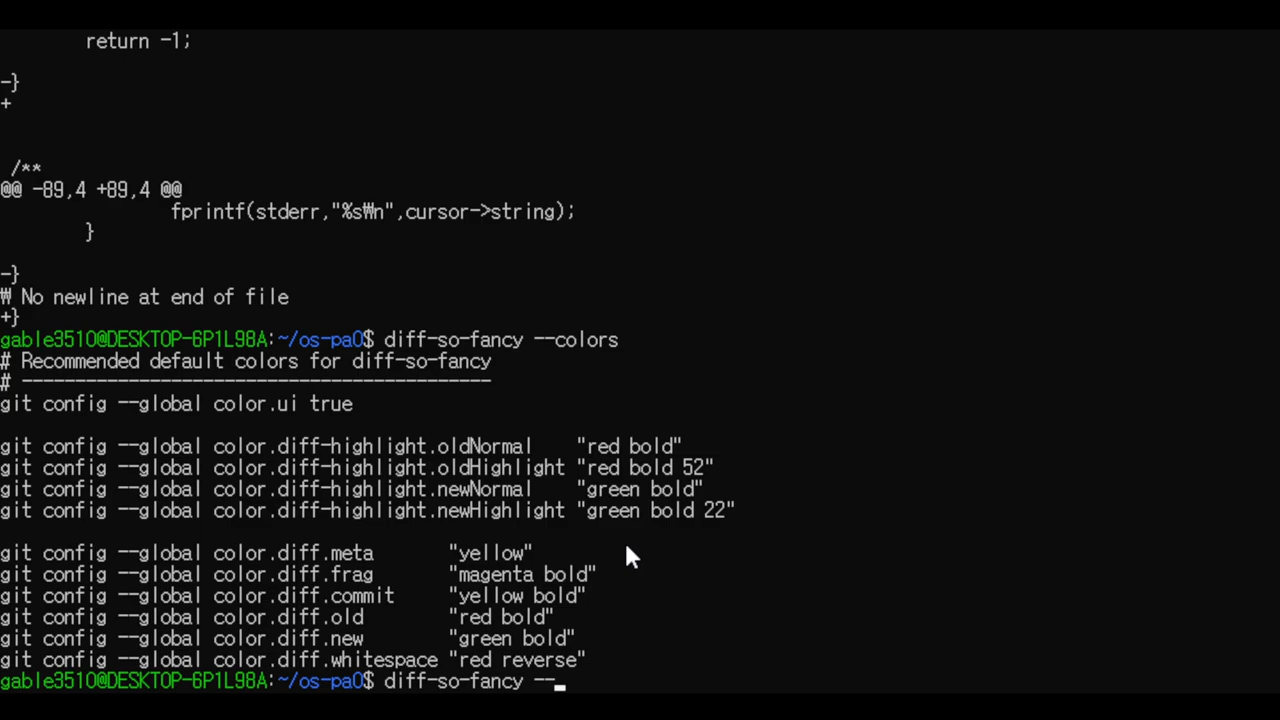 return -1;
-}
+
/**
@@ -89,4 +89,4 @@
fprintf(stderr,"%s₩n",cursor->string);
}
-}
₩ No newline at end of file
+}
gable3510@DESKTOP-6P1L98A:~/os-pa0$ diff-so-fancy --colors
# Recommended default colors for diff-so-fancy
# --------------------------------------------
git config --global color.ui true
git config --global color.diff-highlight.oldNormal    "red bold"
git config --global color.diff-highlight.oldHighlight "red bold 52"
git config --global color.diff-highlight.newNormal    "green bold"
git config --global color.diff-highlight.newHighlight "green bold 22"
git config --global color.diff.meta       "yellow"
git config --global color.diff.frag       "magenta bold"
git config --global color.diff.commit     "yellow bold"
git config --global color.diff.old        "red bold"
git config --global color.diff.new        "green bold"
git config --global color.diff.whitespace "red reverse"
gable3510@DESKTOP-6P1L98A:~/os-pa0$ diff-so-fancy --